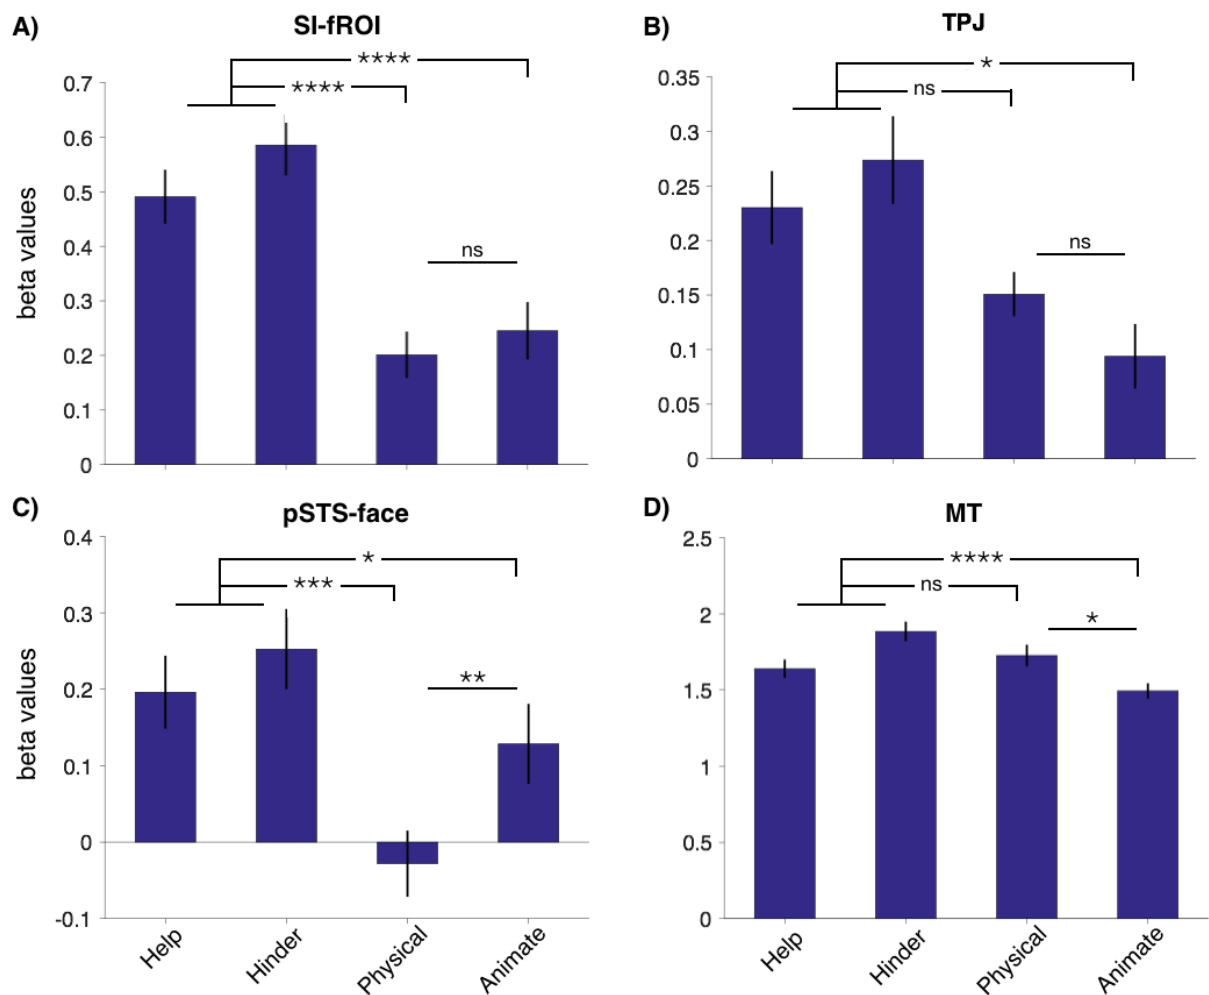 A)
SI-fROI
****
****
ns
beta values
0.7
0.6
0.5
0.4
0.3
0.2
0.1
0
B)
TPJ
*
ns
ns
0.35
0.3
0.25
0.2
0.15
0.1
0.05
0
C)
pSTS-face
*
***
**
beta values
0.4
0.3
0.2
0.1
0
-0.1
Help
Hinder
Physical
Animate
D)
MT
****
ns
*
2.5
2
1.5
1
0.5
0
Help
Hinder
Physical
Animate